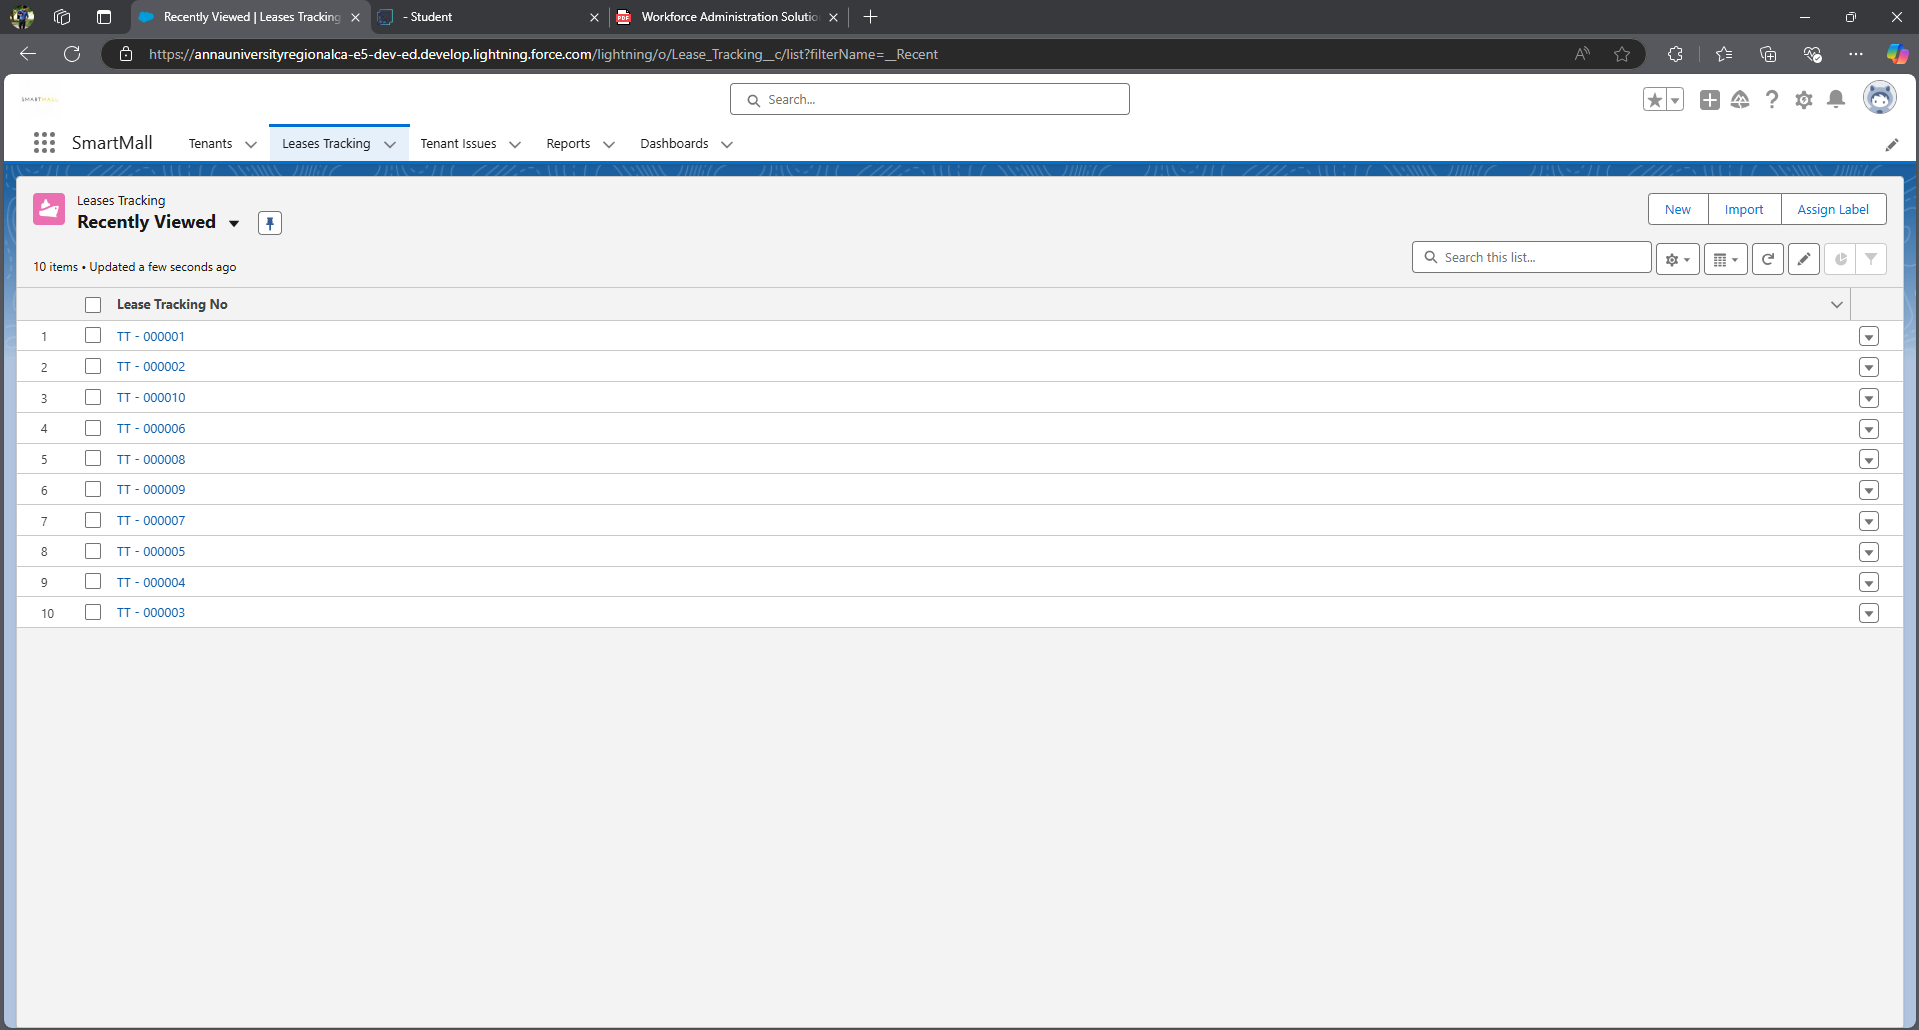 Recently Viewed | Leases Tracking
- Student
Workforce Administration Solutio
https://annauniversityregionalca-e5-dev-ed.develop.lightning.force.com/lightning/o/Lease_Tracking__c/list?filterName=__Recent
SMARTMALL
Search...
SmartMall
Tenants
Leases Tracking
Tenant Issues
Reports
Dashboards
Leases Tracking
Recently Viewed
New
Import
Assign Label
10 items • Updated a few seconds ago
Search this list...
Lease Tracking No
1 TT - 000001
2 TT - 000002
3 TT - 000010
4 TT - 000006
5 TT - 000008
6 TT - 000009
7 TT - 000007
8 TT - 000005
9 TT - 000004
10 TT - 000003